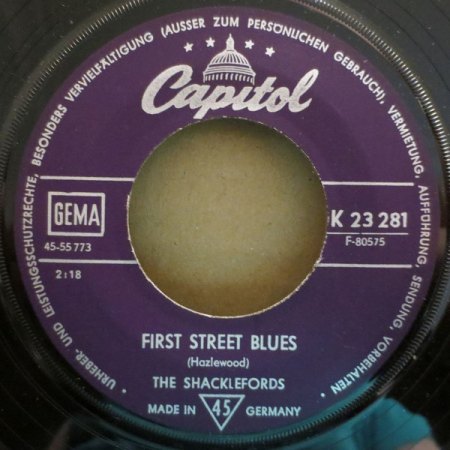 URHEBER- UND LEISTUNGSSCHUTZRECHTE, BESONDERS VERVIELFÄLTIGUNG (AUSSER ZUM PERSÖNLICHEN GEBRAUCH), VERMIETUNG, AUFFÜHRUNG, SENDUNG, VORBEHALTEN ·
Capitol
GEMA
K 23 281
45-55 773
F-80575
2:18
FIRST STREET BLUES
(Hazlewood)
THE SHACKLEFORDS
MADE IN 45 GERMANY